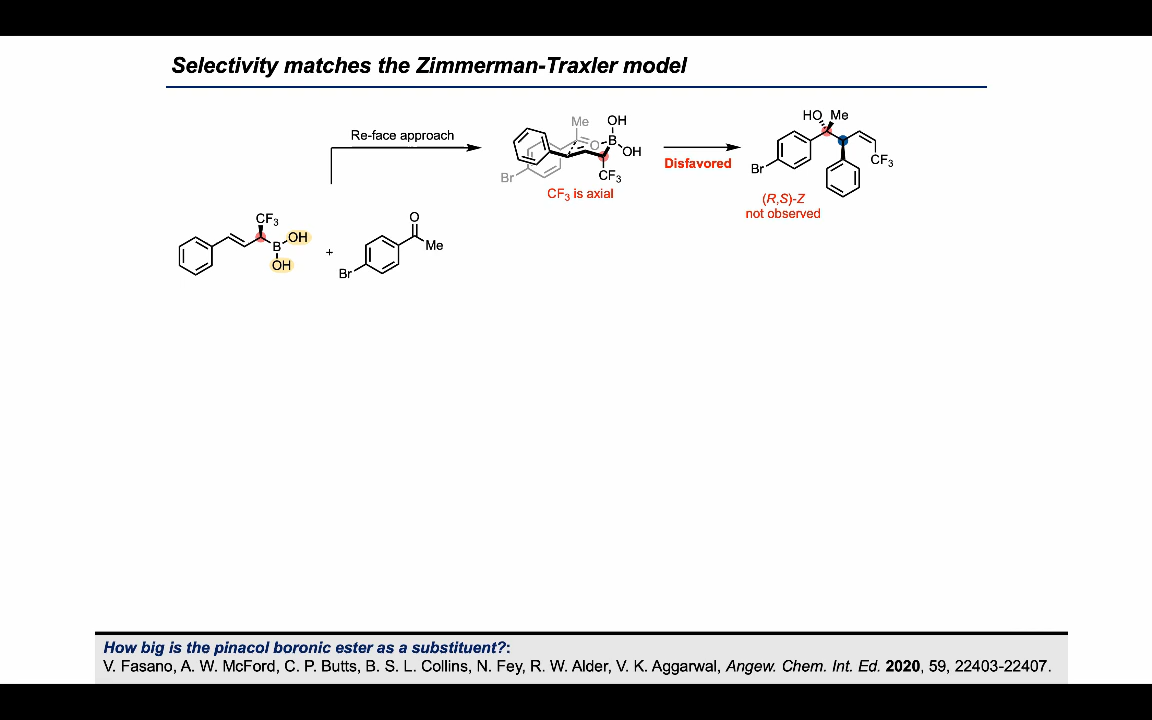 Selectivity matches the Zimmerman-Traxler model
Re-face approach
Me
OH
B
O
OH
CF3
Br
CF3 is axial
Disfavored
HO
Me
Br
CF3
(R,S)-Z
not observed
CF3
OH
B
OH
+
O
Me
Br
How big is the pinacol boronic ester as a substituent?:
V. Fasano, A. W. McFord, C. P. Butts, B. S. L. Collins, N. Fey, R. W. Alder, V. K. Aggarwal, Angew. Chem. Int. Ed. 2020, 59, 22403-22407.